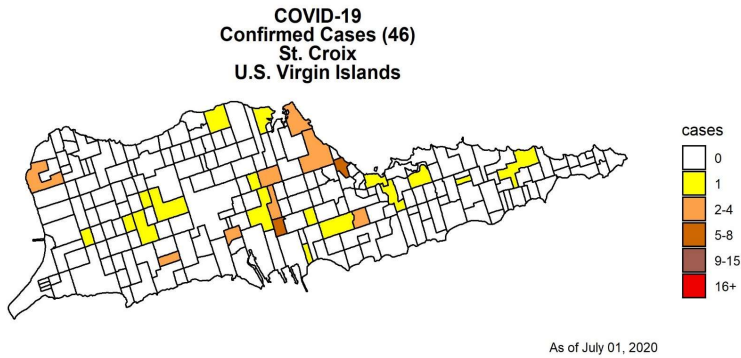 COVID-19
Confirmed Cases (46)
St. Croix
U.S. Virgin Islands
cases
0
1
2-4
5-8
9-15
16+
As of July 01, 2020